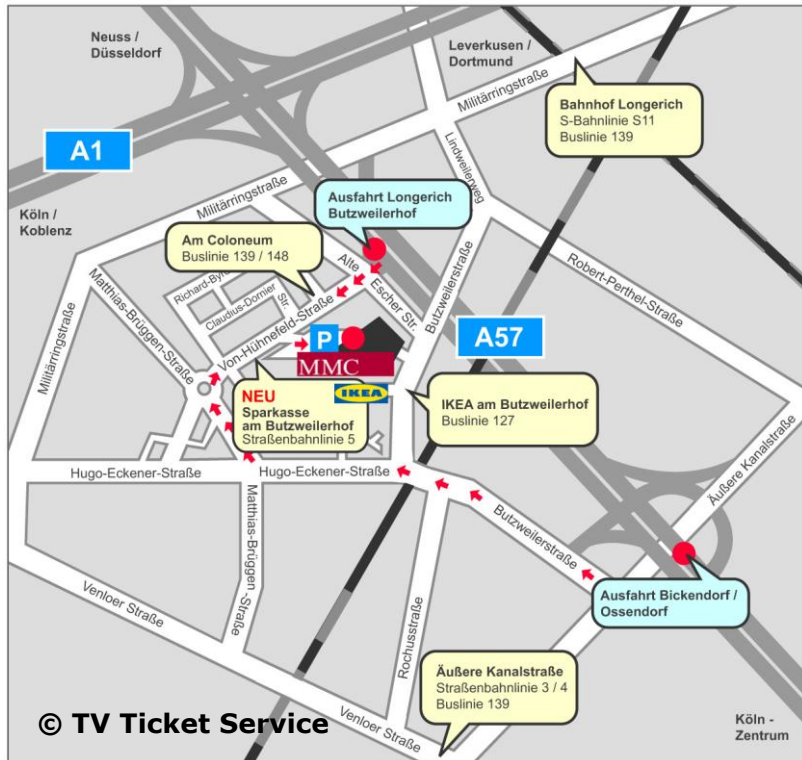 Neuss /
Düsseldorf
Leverkusen /
Dortmund
Militärringstraße
Bahnhof Longerich
S-Bahnlinie S11
Buslinie 139
A1
Lindweilerweg
Köln /
Koblenz
Militärringstraße
Ausfahrt Longerich
Butzweilerhof
Am Coloneum
Buslinie 139 / 148
Alte Escher Str.
Butzweilerstraße
Robert-Perthel-Straße
Matthias-Brüggen-Straße
Claudius-Dornier
Str.
Von-Hünefeld-Straße
Militärringstraße
P
MMC
A57
IKEA
NEU
Sparkasse
am Butzweilerhof
Straßenbahnlinie 5
IKEA am Butzweilerhof
Buslinie 127
Hugo-Eckener-Straße
Hugo-Eckener-Straße
Äußere Kanalstraße
Matthias-Brüggen
-Straße
Butzweilerstraße
Venloer Straße
Rochusstraße
Ausfahrt Bickendorf /
Ossendorf
Äußere Kanalstraße
Straßenbahnlinie 3 / 4
Buslinie 139
© TV Ticket Service
Venloer Straße
Köln -
Zentrum